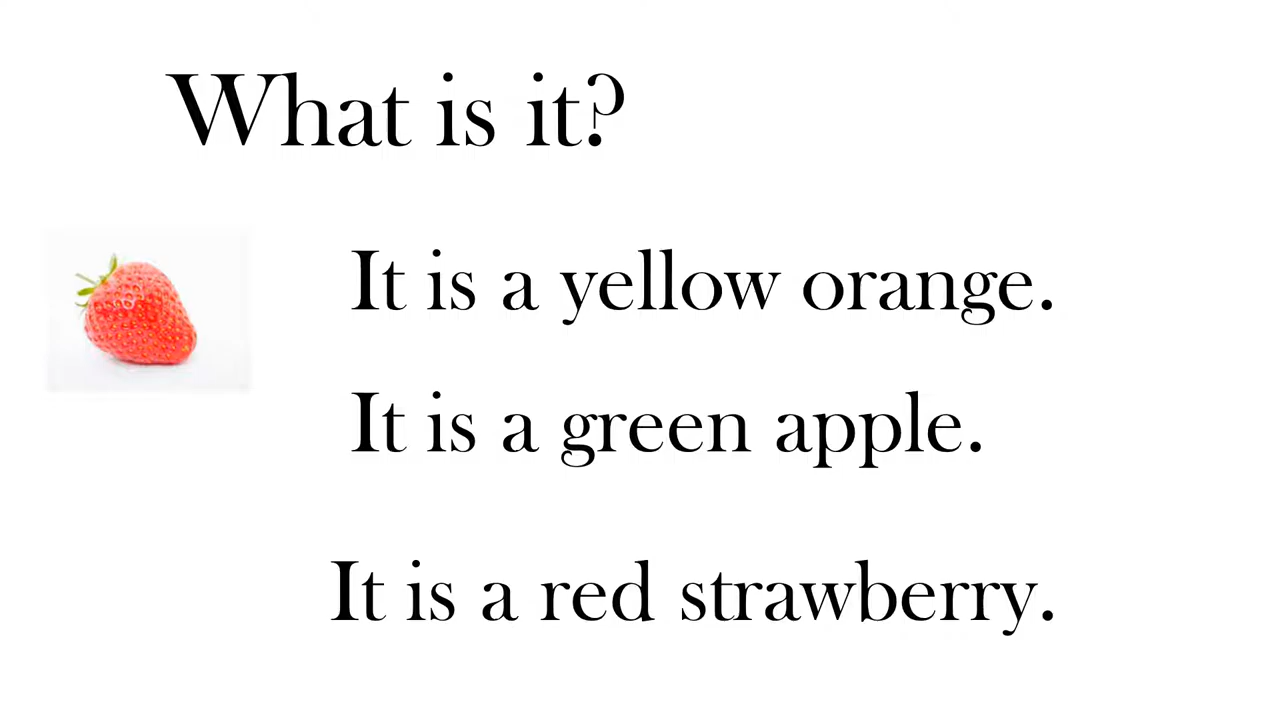 What is it?
It is a yellow orange.
It is a green apple.
It is a red strawberry.